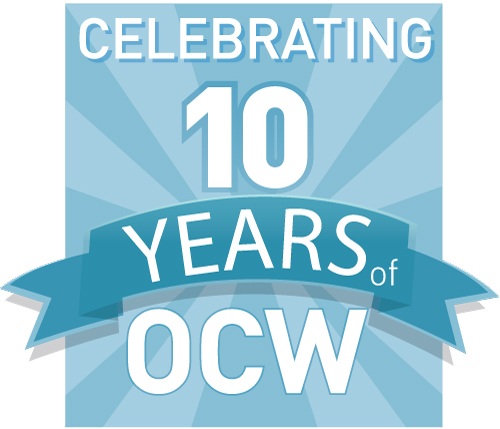 CELEBRATING
10
YEARS of
OCW